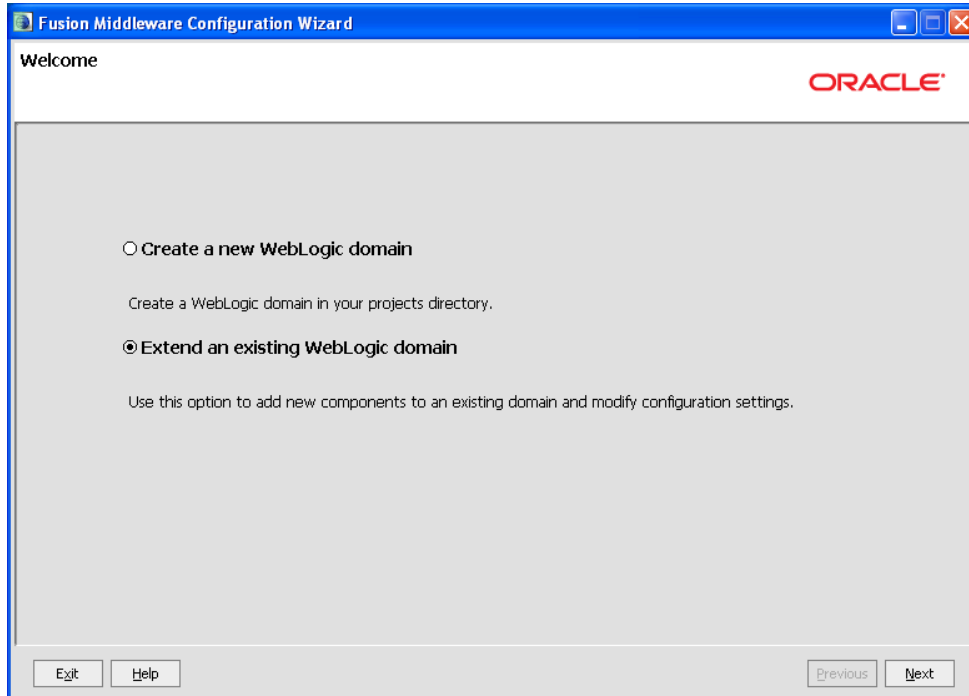 Fusion Middleware Configuration Wizard
Welcome
ORACLE
Create a new WebLogic domain
Create a WebLogic domain in your projects directory.
Extend an existing WebLogic domain
Use this option to add new components to an existing domain and modify configuration settings.
Exit Help Previous Next